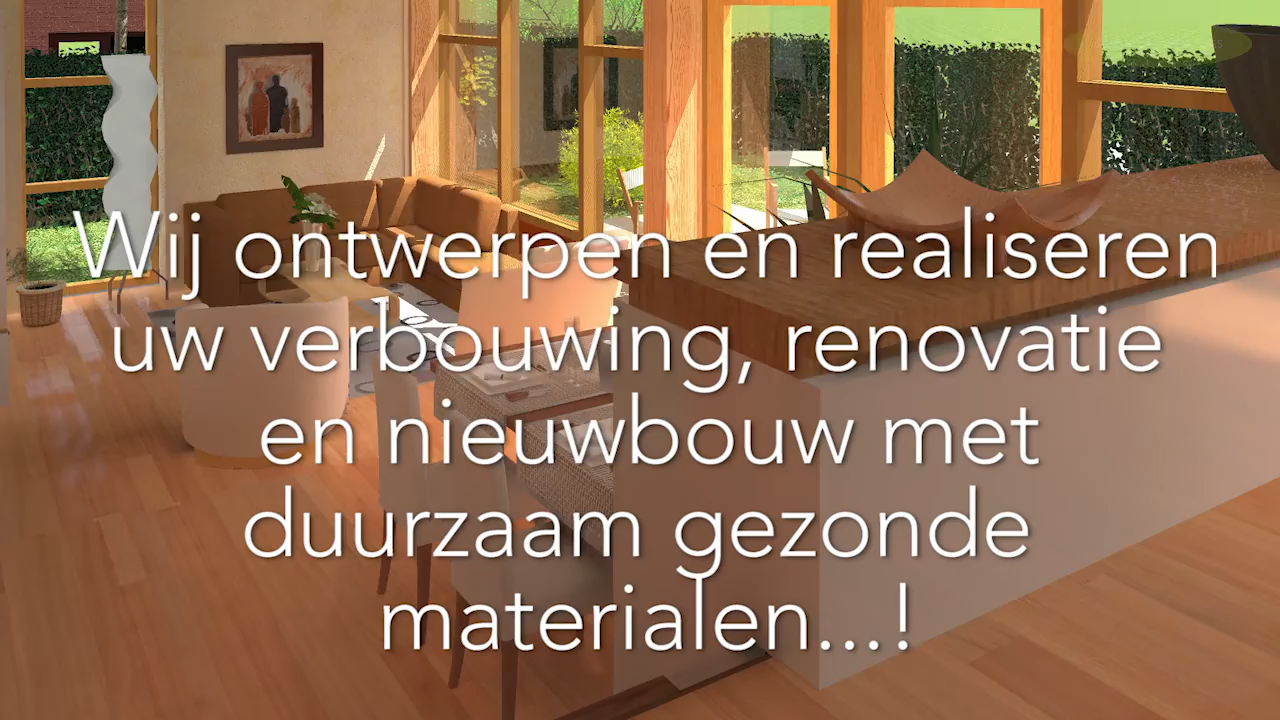 Wij ontwerpen en realiseren
uw verbouwing, renovatie
en nieuwbouw met
duurzaam gezonde
materialen...!